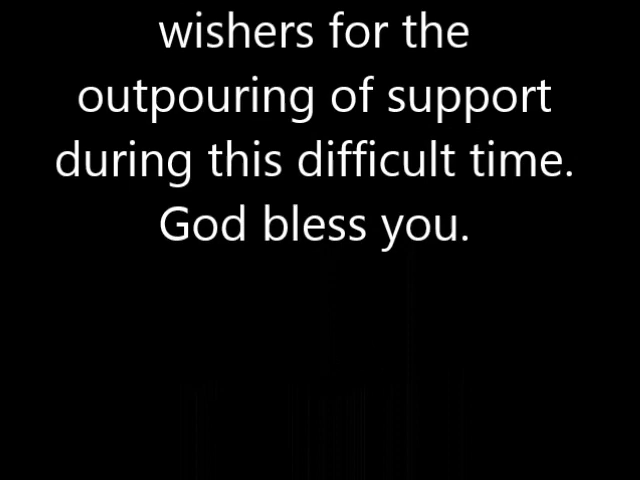 wishers for the
outpouring of support
during this difficult time.
God bless you.